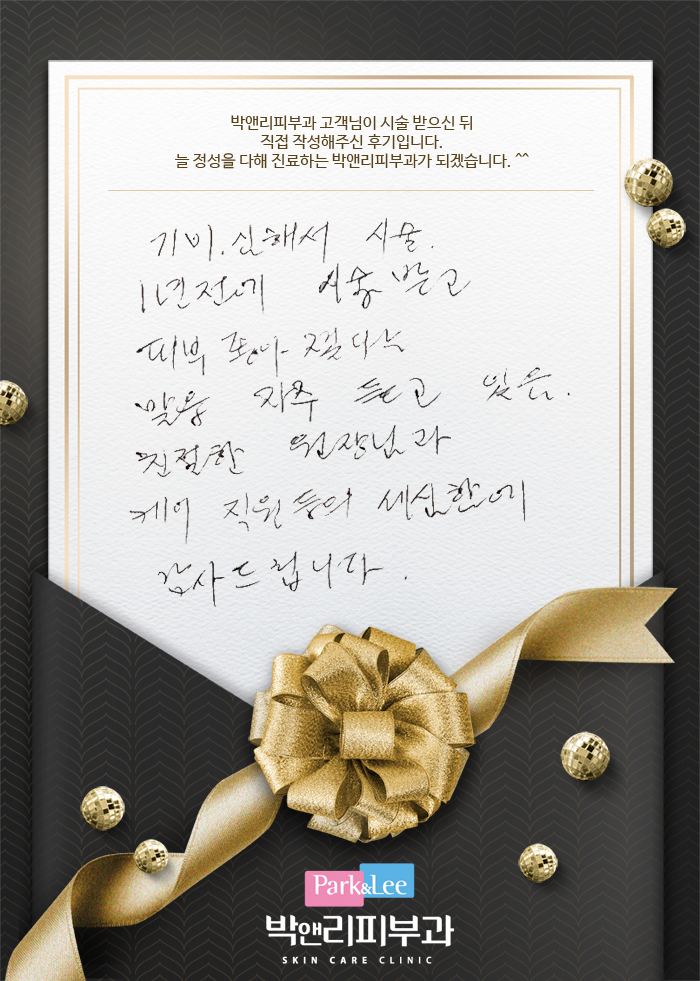 박앤리피부과 고객님이 시술 받으신 뒤
직접 작성해주신 후기입니다.
늘 정성을 다해 진료하는 박앤리피부과가 되겠습니다. ^^
기미. 심해서 시술.
1년전에 시술 받고
피부 좋아 졌다는
말을 자주 듣고 있음.
친절한 원장님과
케어 직원들의 세심함에
감사드립니다.
Park&Lee
박앤리피부과
SKIN CARE CLINIC